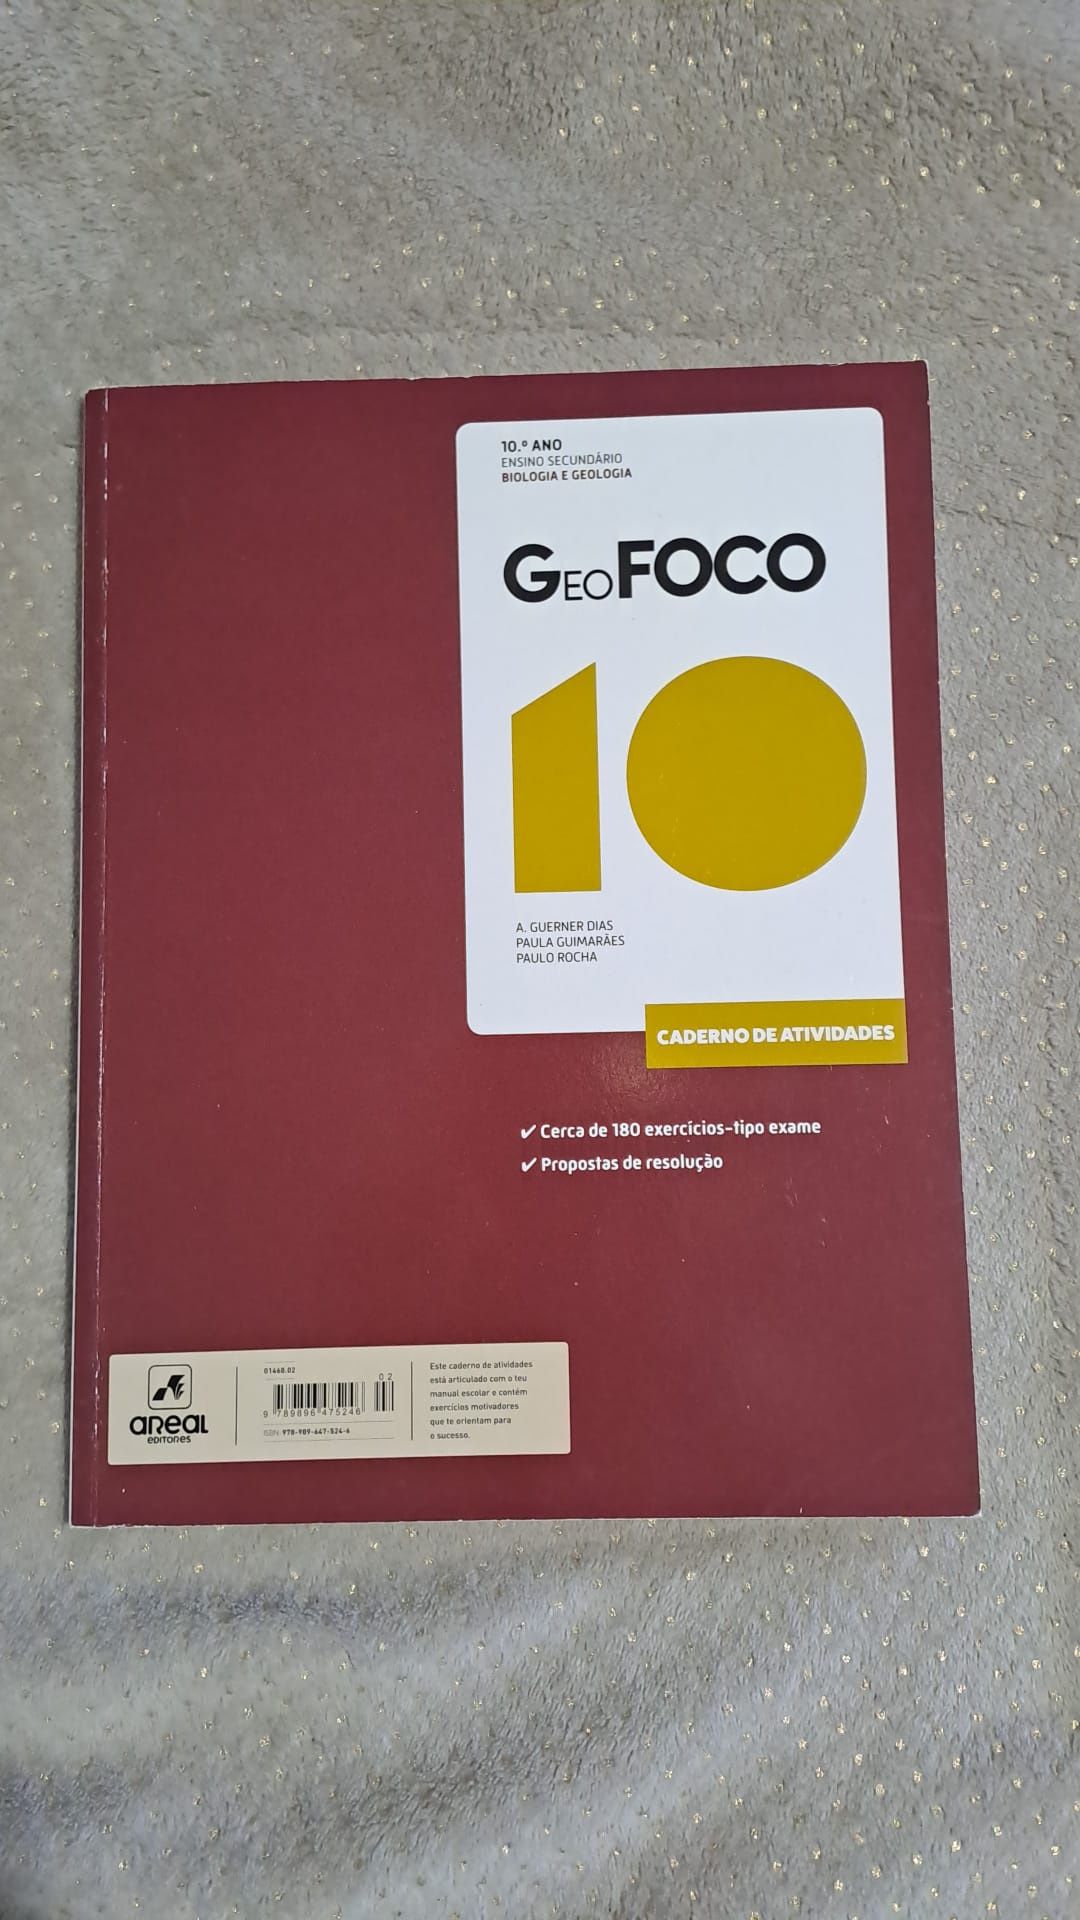 10.º ANO
ENSINO SECUNDÁRIO
BIOLOGIA E GEOLOGIA
GEOFOCO
10
A. GUERNER DIAS
PAULA GUIMARÃES
PAULO ROCHA
CADERNO DE ATIVIDADES
✔ Cerca de 180 exercícios-tipo exame
✔ Propostas de resolução
areal
EDITORES
01460.02
02
9 789896 475246
ISBN 978-989-647-524-6
Este caderno de atividades
está articulado com o teu
manual escolar e contém
exercícios motivadores
que te orientam para
o sucesso.